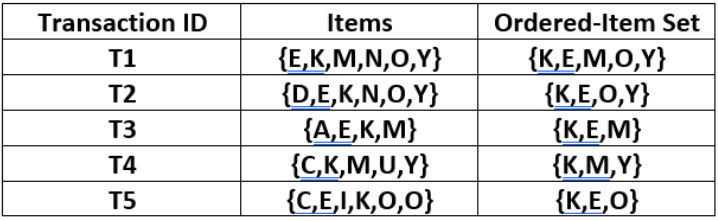 Transaction ID Items Ordered-Item Set
T1 {E,K,M,N,O,Y} {K,E,M,O,Y}
T2 {D,E,K,N,O,Y} {K,E,O,Y}
T3 {A,E,K,M} {K,E,M}
T4 {C,K,M,U,Y} {K,M,Y}
T5 {C,E,I,K,O,O} {K,E,O}